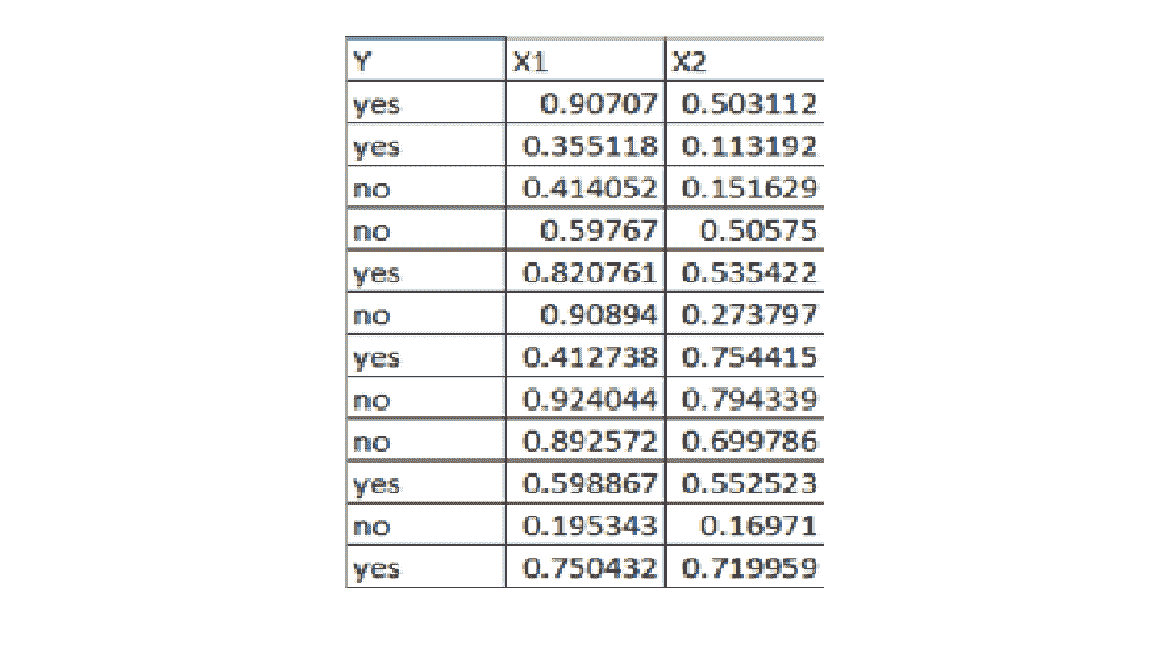 Y X1 X2
yes 0.90707 0.503112
yes 0.355118 0.113192
no 0.414052 0.151629
no 0.59767 0.50575
yes 0.820761 0.535422
no 0.90894 0.273797
yes 0.412738 0.754415
no 0.924044 0.794339
no 0.892572 0.699786
yes 0.598867 0.552523
no 0.195343 0.16971
yes 0.750432 0.719959